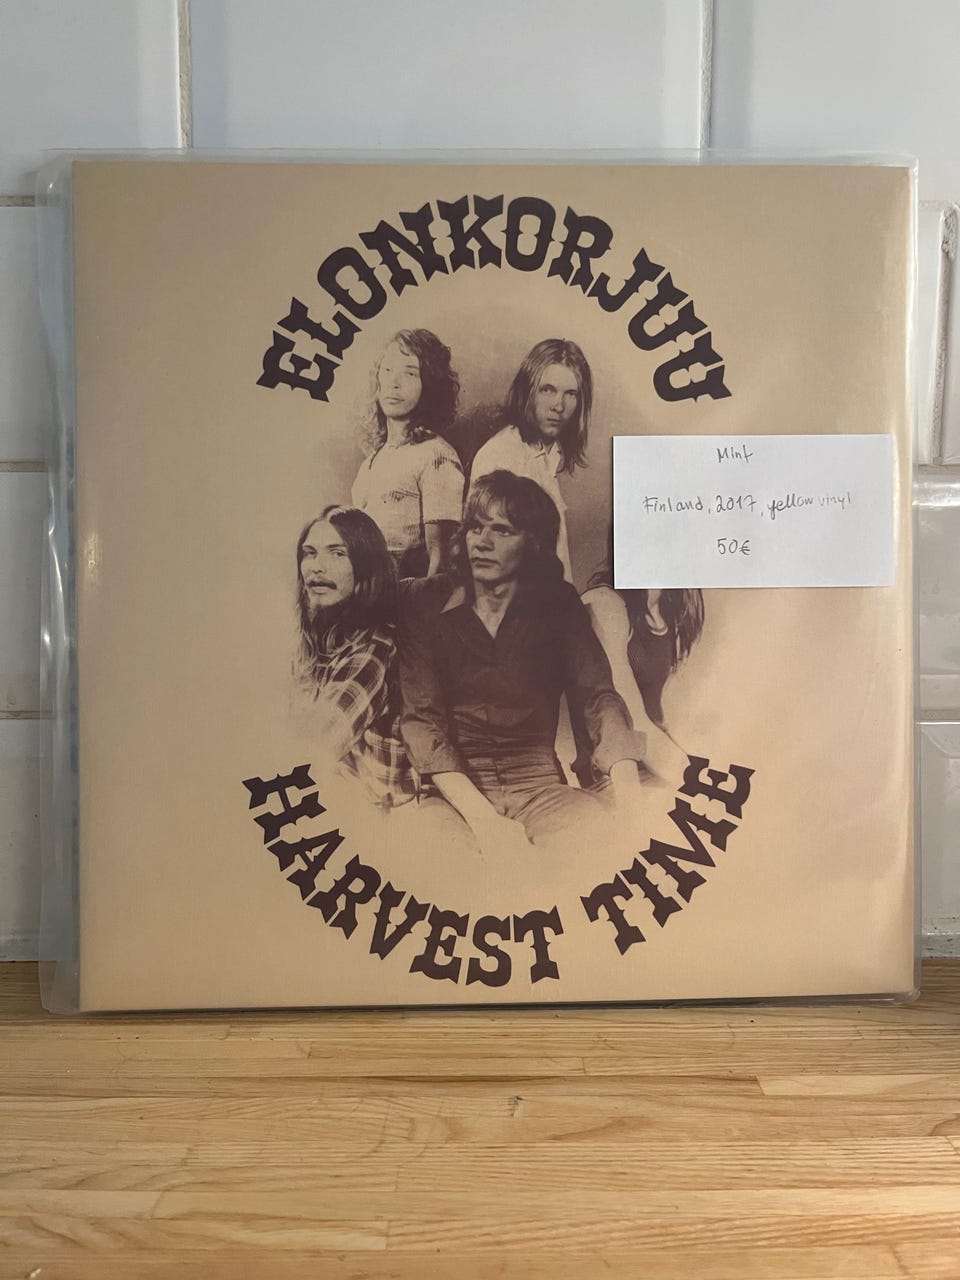 ELONKORJUU
Mint
Finland, 2017, yellow vinyl
50€
HARVEST TIME